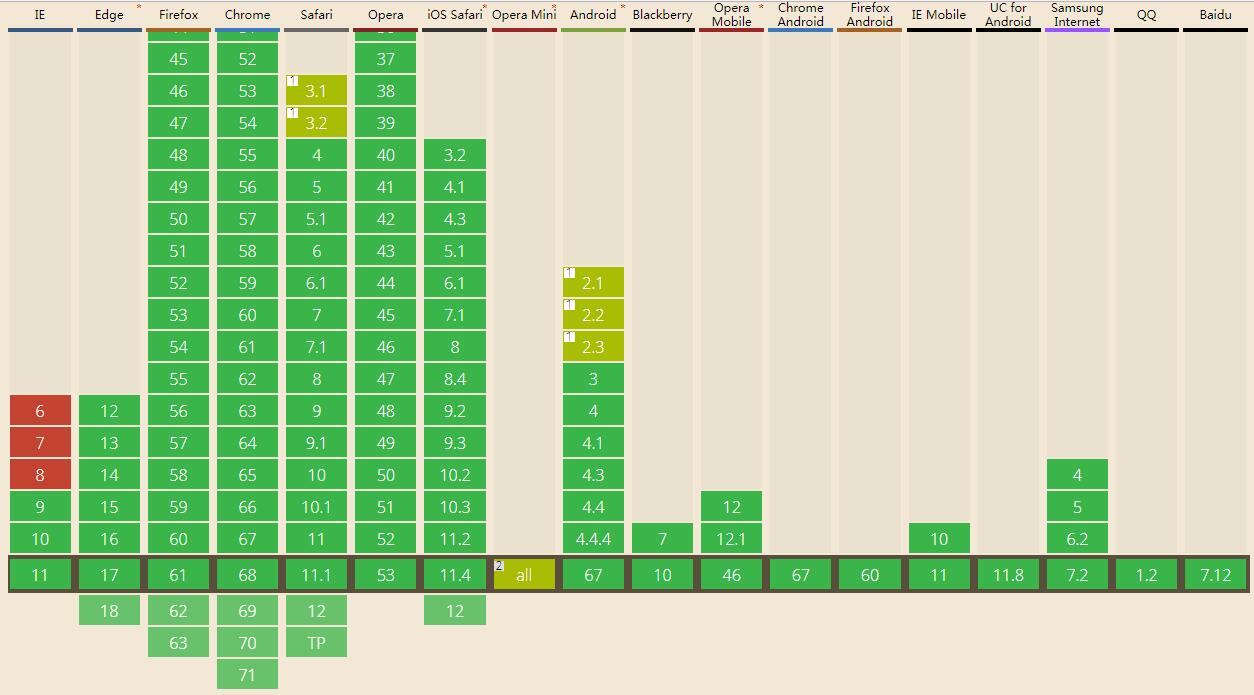 IE Edge * Firefox Chrome Safari Opera iOS Safari * Opera Mini * Android * Blackberry Opera Mobile * Chrome Android Firefox Android IE Mobile UC for Android Samsung Internet QQ Baidu
45 52 37
46 53 1 3.1 38
47 54 1 3.2 39
48 55 4 40 3.2
49 56 5 41 4.1
50 57 5.1 42 4.3
51 58 6 43 5.1
52 59 6.1 44 6.1 1 2.1
53 60 7 45 7.1 1 2.2
54 61 7.1 46 8 1 2.3
55 62 8 47 8.4 3
6 12 56 63 9 48 9.2 4
7 13 57 64 9.1 49 9.3 4.1
8 14 58 65 10 50 10.2 4.3 4
9 15 59 66 10.1 51 10.3 4.4 12 5
10 16 60 67 11 52 11.2 4.4.4 7 12.1 10 6.2
11 17 61 68 11.1 53 11.4 2 all 67 10 46 67 60 11 11.8 7.2 1.2 7.12
18 62 69 12 12
63 70 TP
71